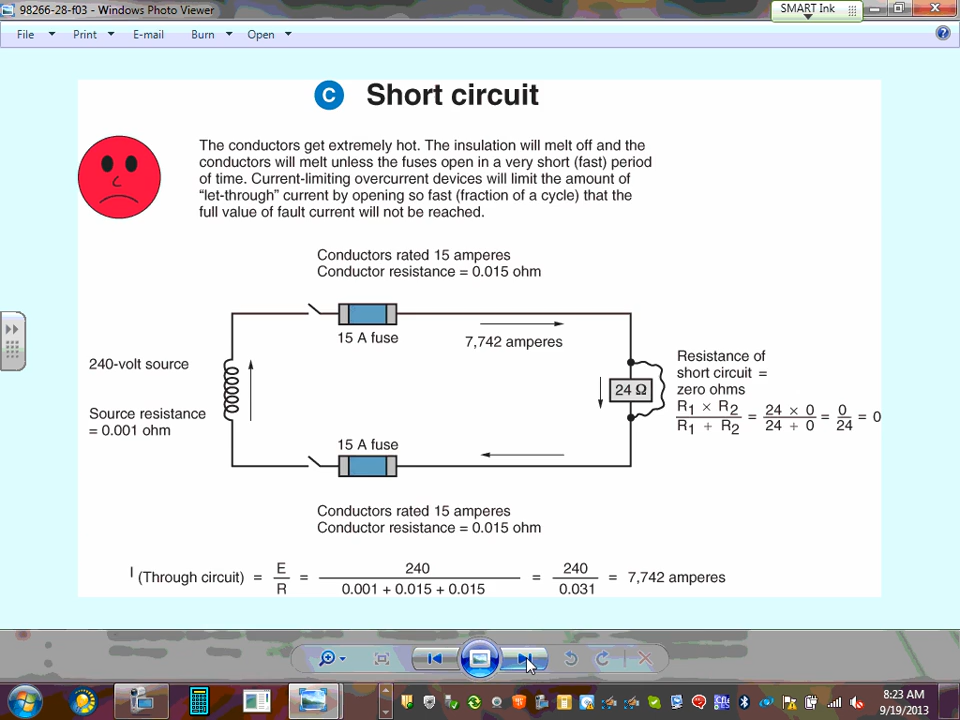 98266-28-f03 - Windows Photo Viewer
SMART Ink
File Print E-mail Burn Open
C Short circuit
The conductors get extremely hot. The insulation will melt off and the
conductors will melt unless the fuses open in a very short (fast) period
of time. Current-limiting overcurrent devices will limit the amount of
“let-through” current by opening so fast (fraction of a cycle) that the
full value of fault current will not be reached.
Conductors rated 15 amperes
Conductor resistance = 0.015 ohm
15 A fuse
7,742 amperes
240-volt source
Source resistance
= 0.001 ohm
24 Ω
Resistance of
short circuit =
zero ohms
R1 × R2 / R1 + R2 = 24 × 0 / 24 + 0 = 0 / 24 = 0
15 A fuse
Conductors rated 15 amperes
Conductor resistance = 0.015 ohm
I (Through circuit) = E / R = 240 / 0.001 + 0.015 + 0.015 = 240 / 0.031 = 7,742 amperes
8:23 AM
9/19/2013